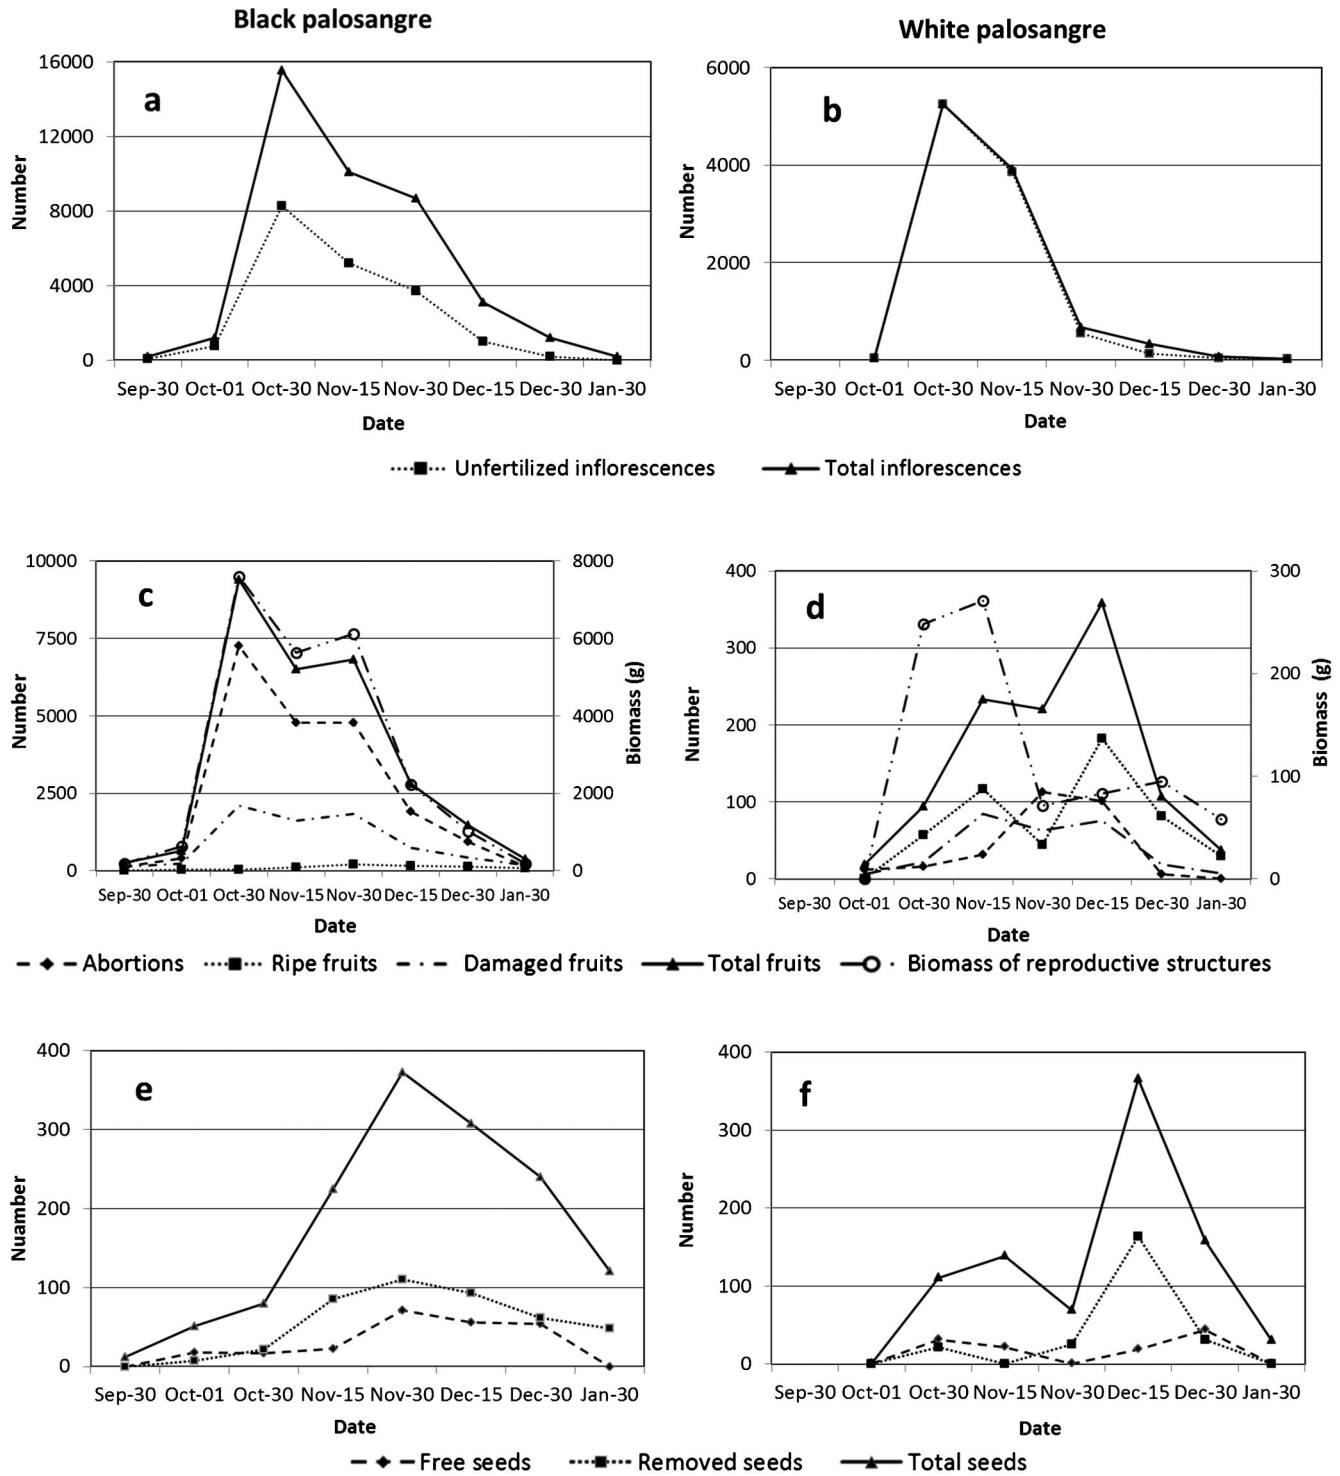 Black palosangre
White palosangre
a
16000
12000
8000
4000
0
Number
Sep-30 Oct-01 Oct-30 Nov-15 Nov-30 Dec-15 Dec-30 Jan-30
Date
b
6000
4000
2000
0
Number
Sep-30 Oct-01 Oct-30 Nov-15 Nov-30 Dec-15 Dec-30 Jan-30
Date
Unfertilized inflorescences Total inflorescences
c
10000
7500
5000
2500
0
Number
8000
6000
4000
2000
0
Biomass (g)
Sep-30 Oct-01 Oct-30 Nov-15 Nov-30 Dec-15 Dec-30 Jan-30
Date
d
400
300
200
100
0
Number
300
200
100
0
Biomass (g)
Sep-30 Oct-01 Oct-30 Nov-15 Nov-30 Dec-15 Dec-30 Jan-30
Date
Abortions Ripe fruits Damaged fruits Total fruits Biomass of reproductive structures
e
400
300
200
100
0
Nuamber
Sep-30 Oct-01 Oct-30 Nov-15 Nov-30 Dec-15 Dec-30 Jan-30
Date
f
400
300
200
100
0
Number
Sep-30 Oct-01 Oct-30 Nov-15 Nov-30 Dec-15 Dec-30 Jan-30
Date
Free seeds Removed seeds Total seeds